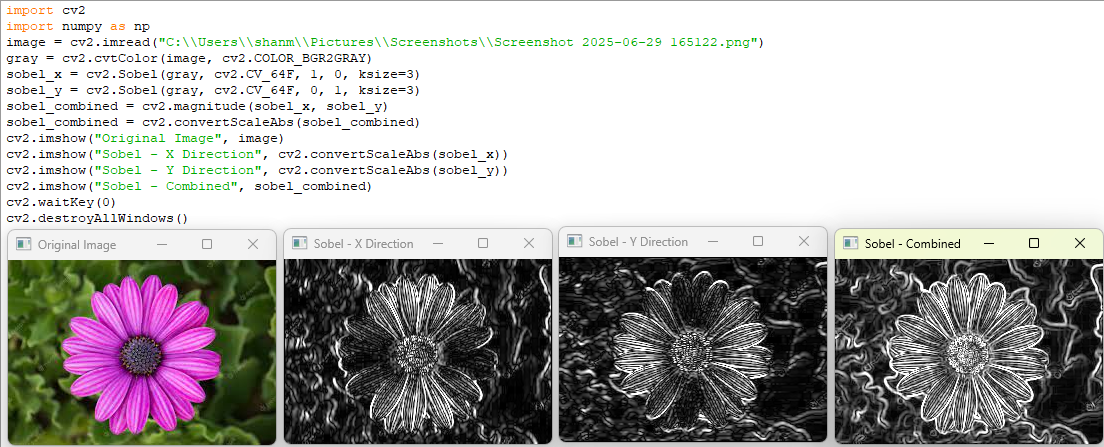 import cv2
import numpy as np
image = cv2.imread("C:\\Users\\shanm\\Pictures\\Screenshots\\Screenshot 2025-06-29 165122.png")
gray = cv2.cvtColor(image, cv2.COLOR_BGR2GRAY)
sobel_x = cv2.Sobel(gray, cv2.CV_64F, 1, 0, ksize=3)
sobel_y = cv2.Sobel(gray, cv2.CV_64F, 0, 1, ksize=3)
sobel_combined = cv2.magnitude(sobel_x, sobel_y)
sobel_combined = cv2.convertScaleAbs(sobel_combined)
cv2.imshow("Original Image", image)
cv2.imshow("Sobel - X Direction", cv2.convertScaleAbs(sobel_x))
cv2.imshow("Sobel - Y Direction", cv2.convertScaleAbs(sobel_y))
cv2.imshow("Sobel - Combined", sobel_combined)
cv2.waitKey(0)
cv2.destroyAllWindows()
Original Image
Sobel - X Direction
Sobel - Y Direction
Sobel - Combined